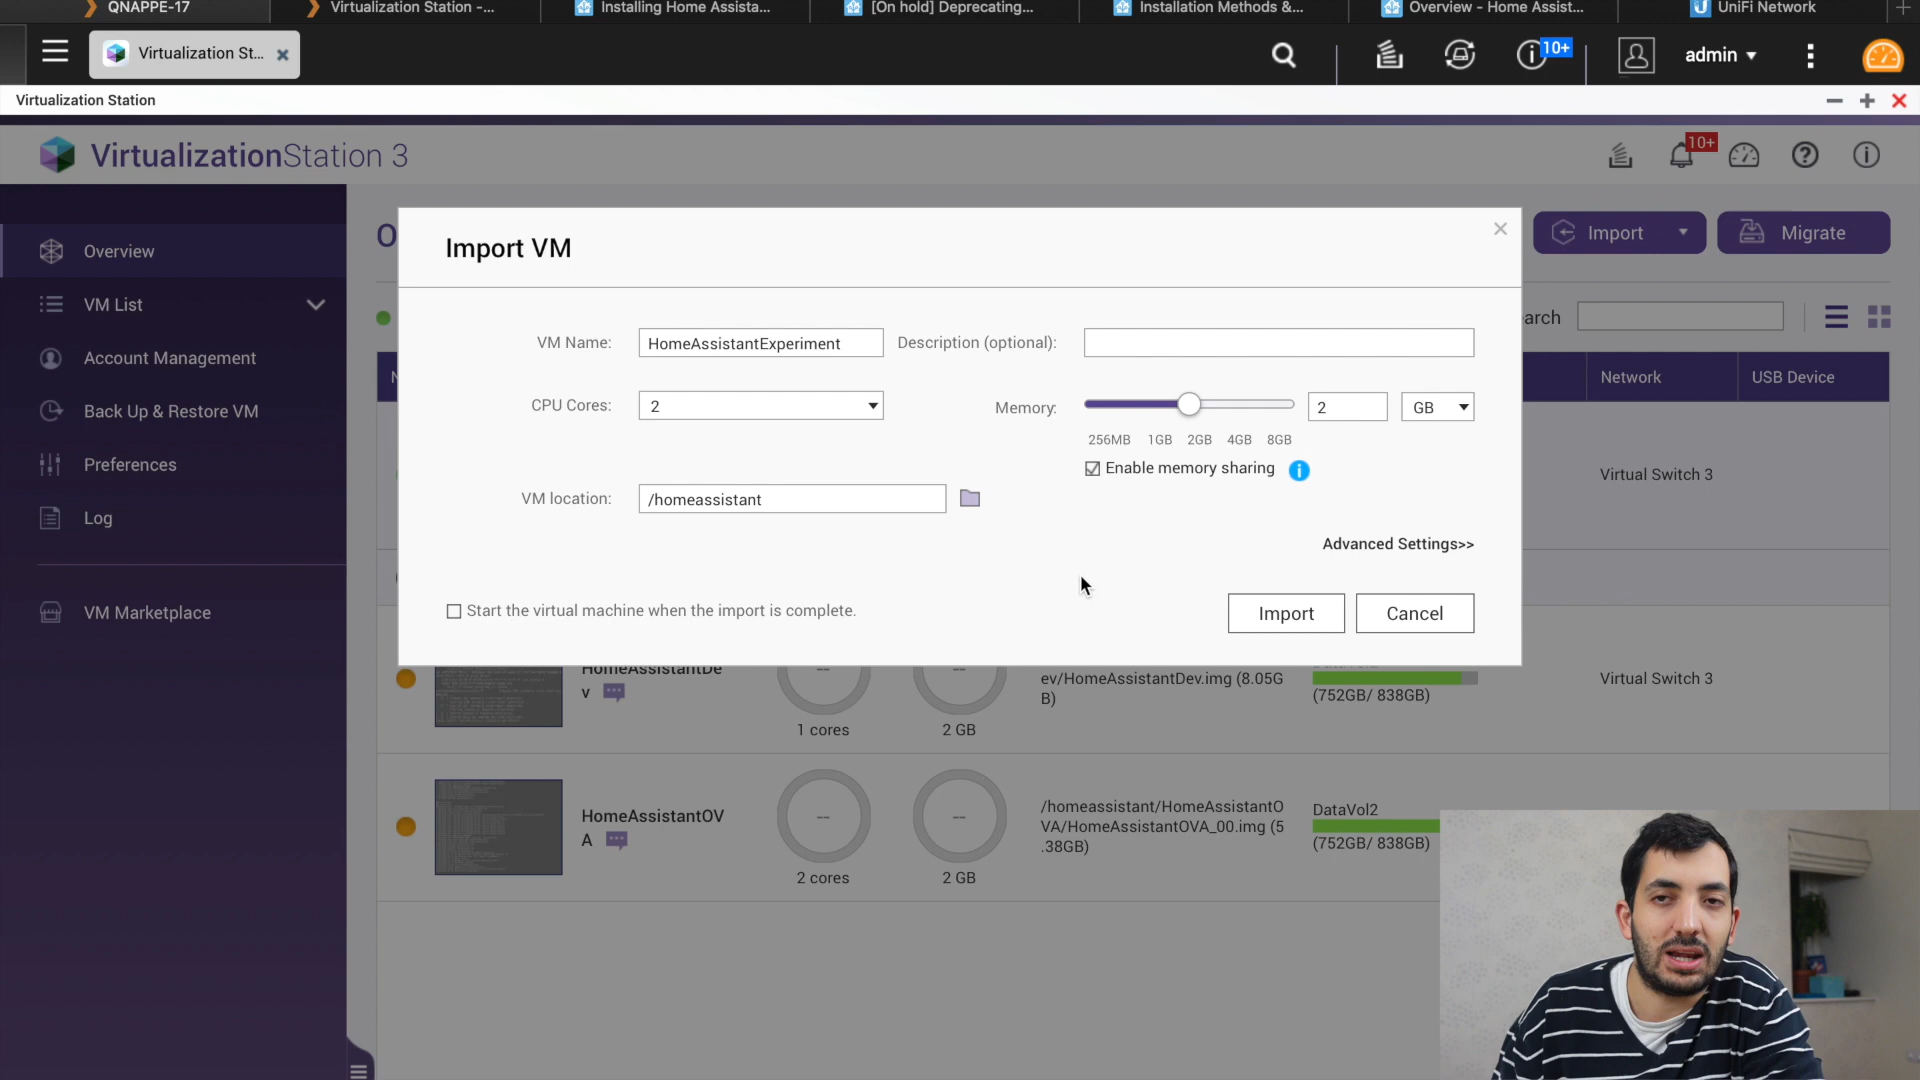 QNAPPE-17
Virtualization Station -...
Installing Home Assista...
[On hold] Deprecating...
Installation Methods &...
Overview - Home Assist...
UniFi Network
Virtualization St...
10+
admin
Virtualization Station
VirtualizationStation 3
10+
Overview
VM List
Account Management
Back Up & Restore VM
Preferences
Log
VM Marketplace
Import
Migrate
arch
Network
USB Device
Import VM
VM Name:
HomeAssistantExperiment
Description (optional):
CPU Cores:
2
Memory:
2
GB
256MB 1GB 2GB 4GB 8GB
Enable memory sharing
VM location:
/homeassistant
Advanced Settings>>
Start the virtual machine when the import is complete.
Import
Cancel
Virtual Switch 3
HomeAssistantDe
v
--
1 cores
--
2 GB
ev/HomeAssistantDev.img (8.05G
B)
(752GB/ 838GB)
Virtual Switch 3
HomeAssistantOV
A
--
2 cores
--
2 GB
/homeassistant/HomeAssistantO
VA/HomeAssistantOVA_00.img (5
.38GB)
DataVol2
(752GB/ 838GB)